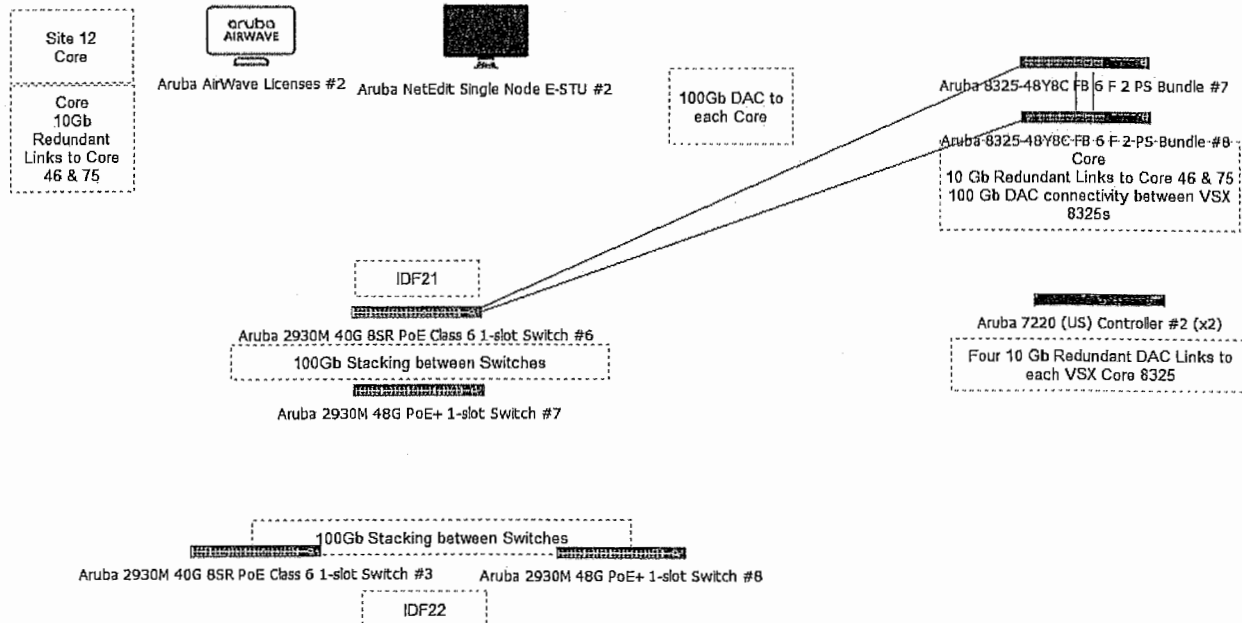 Site 12
Core
Core
10Gb
Redundant
Links to Core
46 & 75
aruba
AIRWAVE
Aruba AirWave Licenses #2
Aruba NetEdit Single Node E-STU #2
100Gb DAC to
each Core
Aruba 8325-48Y8C FB 6 F 2 PS Bundle #7
Aruba 8325-48Y8C FB 6 F 2 PS Bundle #8
Core
10 Gb Redundant Links to Core 46 & 75
100 Gb DAC connectivity between VSX
8325s
IDF21
Aruba 2930M 40G 8SR PoE Class 6 1-slot Switch #6
100Gb Stacking between Switches
Aruba 2930M 48G PoE+ 1-slot Switch #7
Aruba 7220 (US) Controller #2 (x2)
Four 10 Gb Redundant DAC Links to
each VSX Core 8325
100Gb Stacking between Switches
Aruba 2930M 40G 8SR PoE Class 6 1-slot Switch #3
Aruba 2930M 48G PoE+ 1-slot Switch #8
IDF22